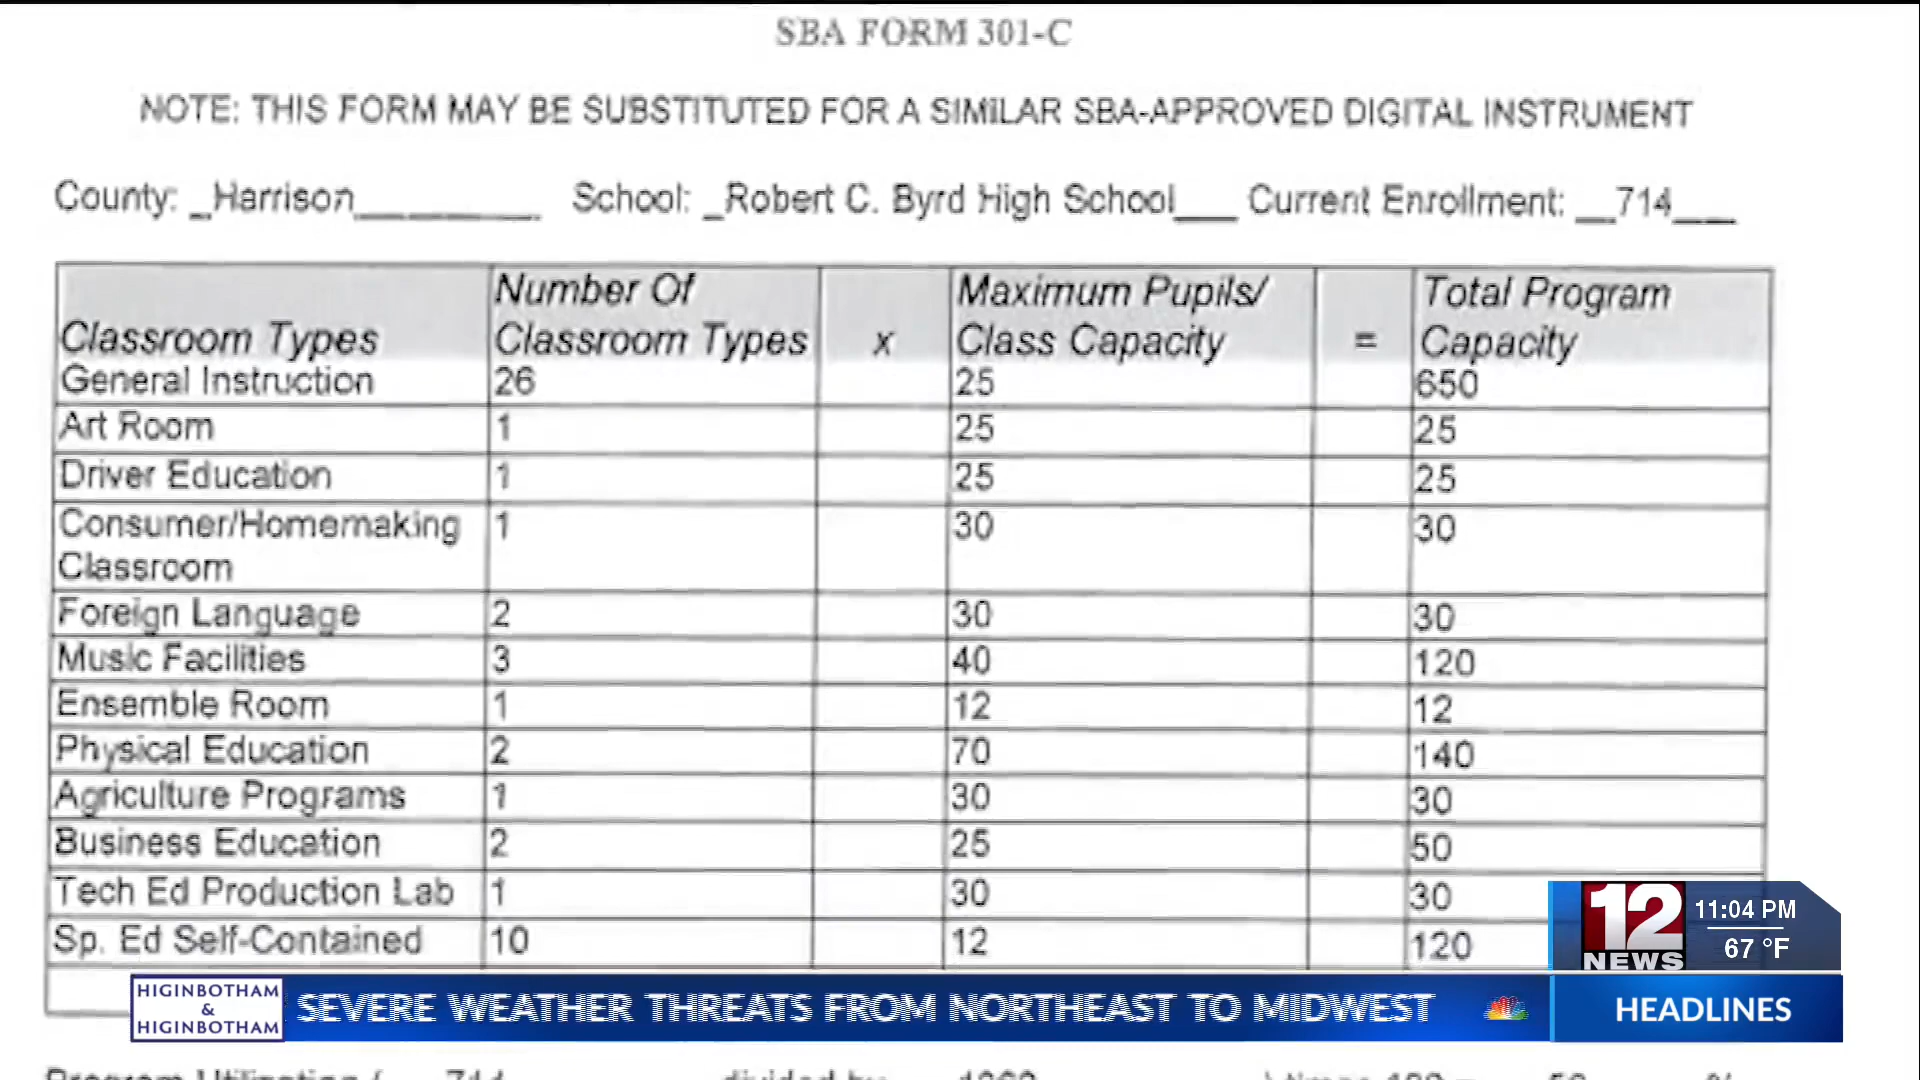 SBA FORM 301-C
NOTE: THIS FORM MAY BE SUBSTITUTED FOR A SIMILAR SBA-APPROVED DIGITAL INSTRUMENT
County: _Harrison__________ School: _Robert C. Byrd High School___ Current Enrollment: __714___
Classroom Types Number Of Classroom Types x Maximum Pupils/ Class Capacity = Total Program Capacity
General Instruction 26 25 650
Art Room 1 25 25
Driver Education 1 25 25
Consumer/Homemaking Classroom 1 30 30
Foreign Language 2 30 30
Music Facilities 3 40 120
Ensemble Room 1 12 12
Physical Education 2 70 140
Agriculture Programs 1 30 30
Business Education 2 25 50
Tech Ed Production Lab 1 30 30
Sp. Ed Self-Contained 10 12 120
12 NEWS
11:04 PM
67 °F
HIGINBOTHAM
&
HIGINBOTHAM
SEVERE WEATHER THREATS FROM NORTHEAST TO MIDWEST
HEADLINES